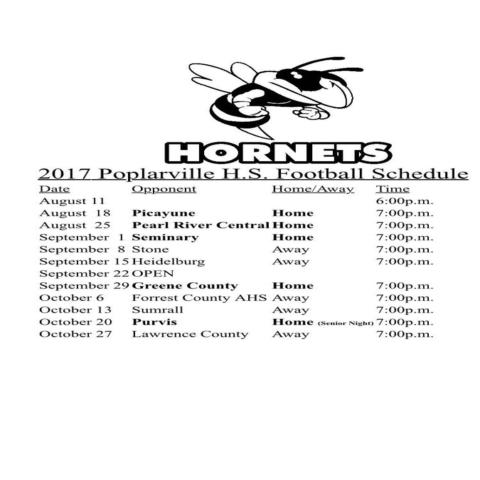 HORNETS
2017 Poplarville H.S. Football Schedule
Date Opponent Home/Away Time
August 11 6:00p.m.
August 18 Picayune Home 7:00p.m.
August 25 Pearl River Central Home 7:00p.m.
September 1 Seminary Home 7:00p.m.
September 8 Stone Away 7:00p.m.
September 15 Heidelburg Away 7:00p.m.
September 22 OPEN
September 29 Greene County Home 7:00p.m.
October 6 Forrest County AHS Away 7:00p.m.
October 13 Sumrall Away 7:00p.m.
October 20 Purvis Home (Senior Night) 7:00p.m.
October 27 Lawrence County Away 7:00p.m.